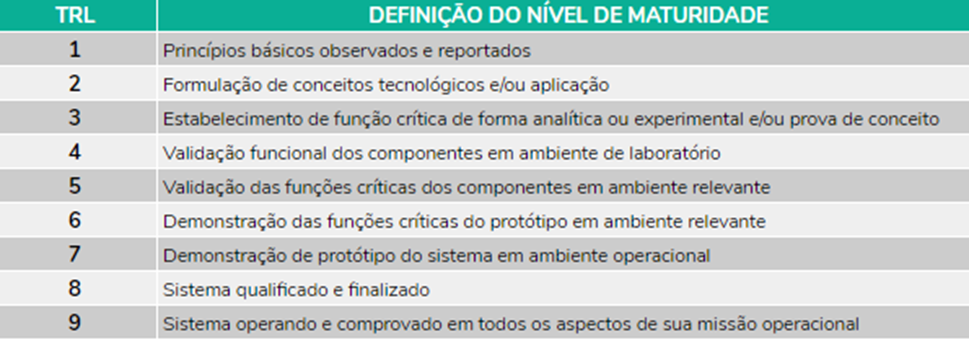 TRL DEFINIÇÃO DO NÍVEL DE MATURIDADE
1 Princípios básicos observados e reportados
2 Formulação de conceitos tecnológicos e/ou aplicação
3 Estabelecimento de função crítica de forma analítica ou experimental e/ou prova de conceito
4 Validação funcional dos componentes em ambiente de laboratório
5 Validação das funções críticas dos componentes em ambiente relevante
6 Demonstração das funções críticas do protótipo em ambiente relevante
7 Demonstração de protótipo do sistema em ambiente operacional
8 Sistema qualificado e finalizado
9 Sistema operando e comprovado em todos os aspectos de sua missão operacional